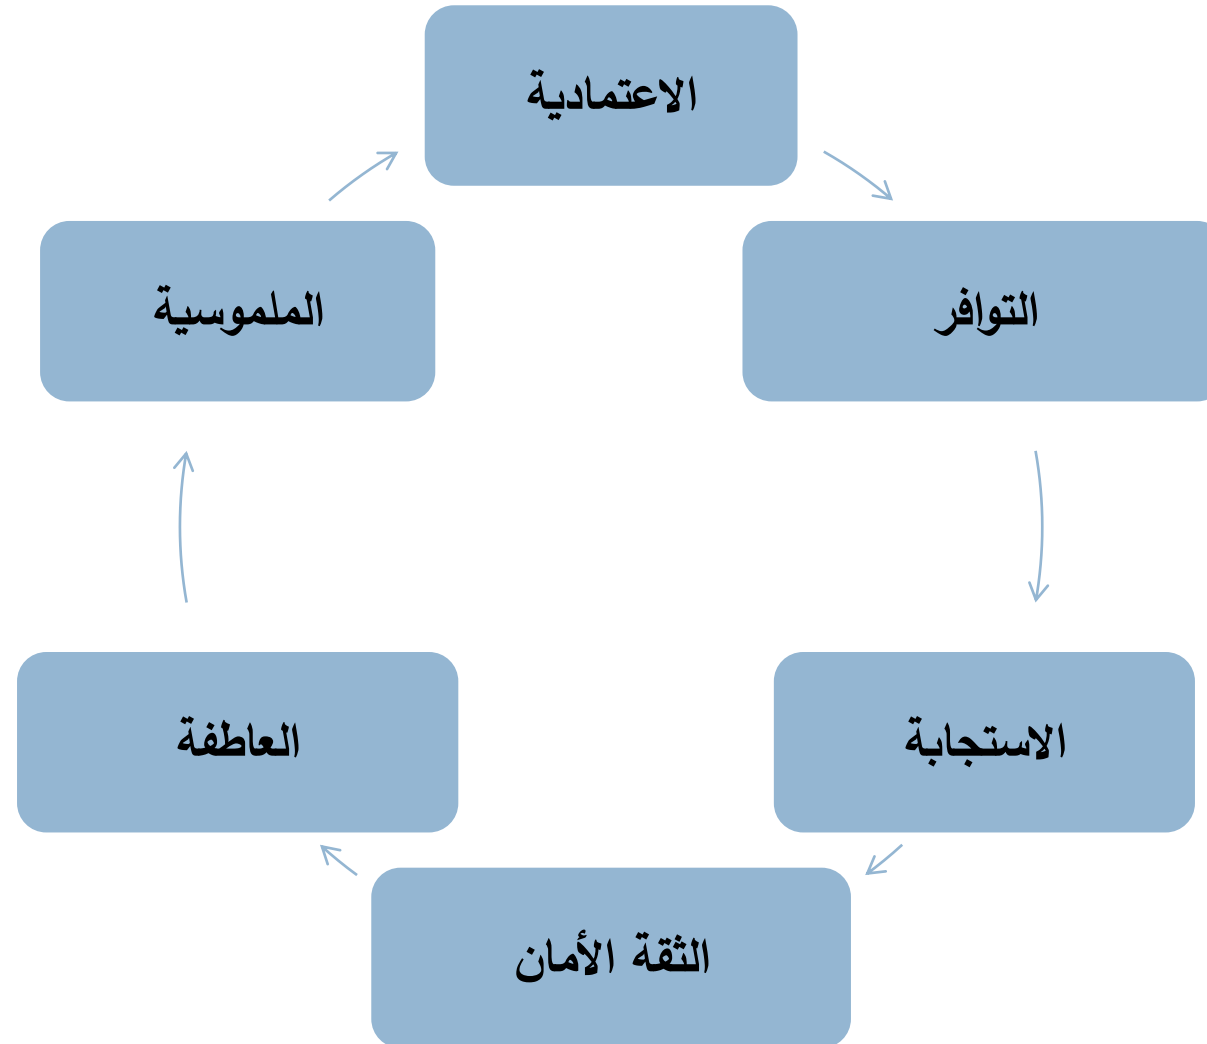 الاعتمادية
التوافر
الاستجابة
الثقة الأمان
العاطفة
الملموسية